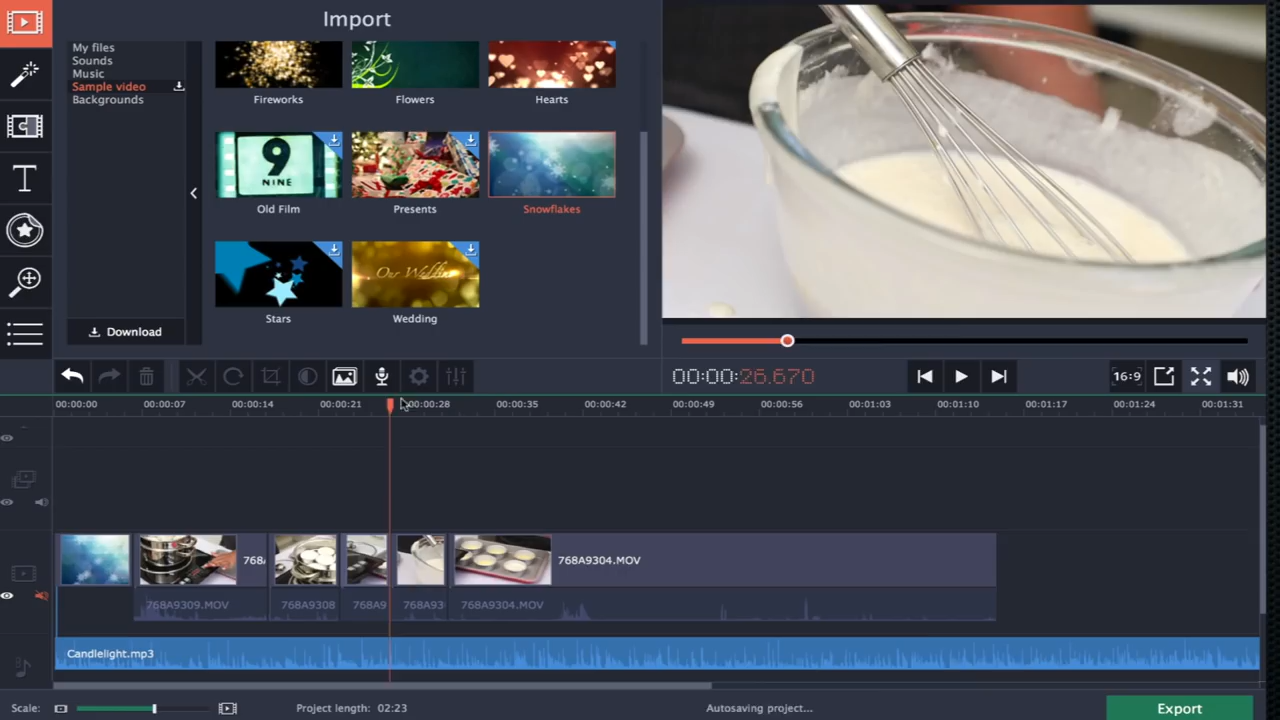 Import
My files
Sounds
Music
Sample video
Backgrounds
Download
Fireworks
Flowers
Hearts
9
NINE
Old Film
Presents
Snowflakes
Stars
Our Wedding
Wedding
T
00:00:26.670
16:9
00:00:00 00:00:07 00:00:14 00:00:21 00:00:28 00:00:35 00:00:42 00:00:49 00:00:56 00:01:03 00:01:10 00:01:17 00:01:24 00:01:31
768A 768A9304.MOV
768A9309.MOV 768A9308 768A9 768A93 768A9304.MOV
Candlelight.mp3
Scale: Project length: 02:23 Autosaving project... Export